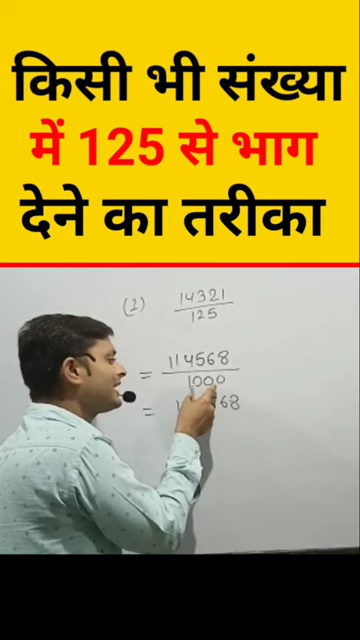 किसी भी संख्या
में 125 से भाग
देने का तरीका
(1) 14321
125
= 114568
1000
=